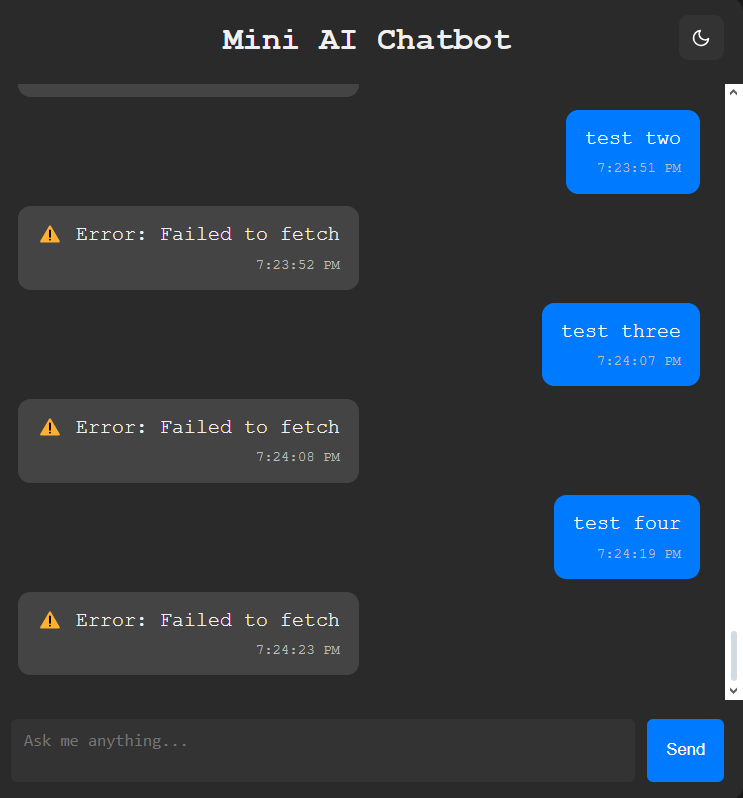 Mini AI Chatbot
test two
7:23:51 PM
⚠️ Error: Failed to fetch
7:23:52 PM
test three
7:24:07 PM
⚠️ Error: Failed to fetch
7:24:08 PM
test four
7:24:19 PM
⚠️ Error: Failed to fetch
7:24:23 PM
Ask me anything...
Send